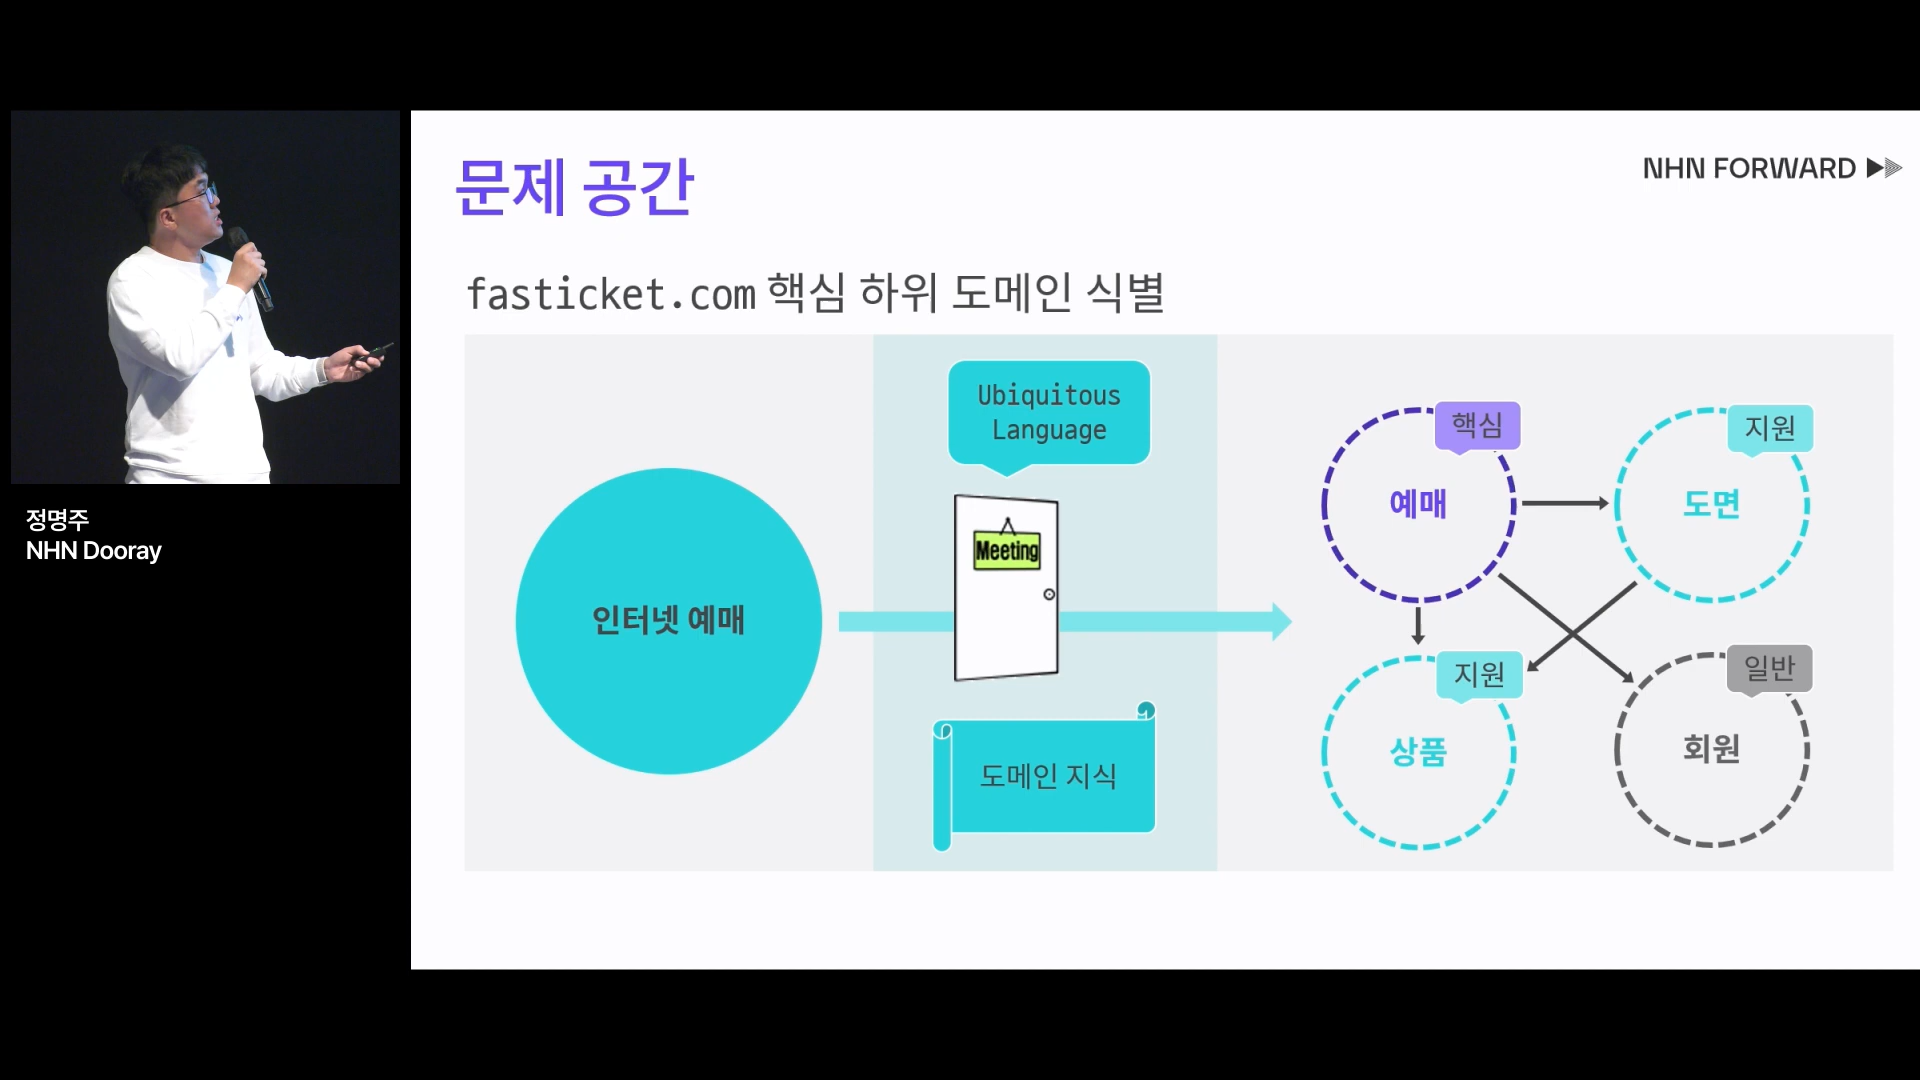 정명주
NHN Dooray
문제 공간
NHN FORWARD
fasticket.com 핵심 하위 도메인 식별
인터넷 예매
Ubiquitous
Language
Meeting
도메인 지식
핵심
예매
지원
도면
지원
상품
일반
회원